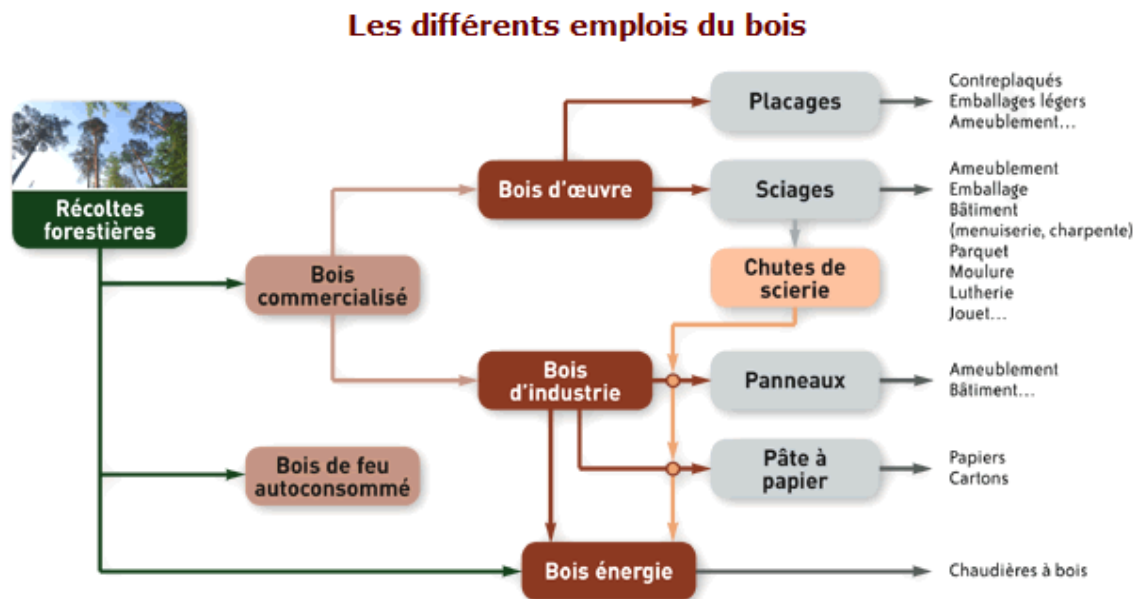 Les différents emplois du bois
Récoltes
forestières
Bois
commercialisé
Bois de feu
autoconsommé
Bois d'œuvre
Bois
d'industrie
Bois énergie
Placages
Sciages
Chutes de
scierie
Panneaux
Pâte à
papier
Contreplaqués
Emballages légers
Ameublement...
Ameublement
Emballage
Bâtiment
(menuiserie, charpente)
Parquet
Moulure
Lutherie
Jouet...
Ameublement
Bâtiment...
Papiers
Cartons
Chaudières à bois